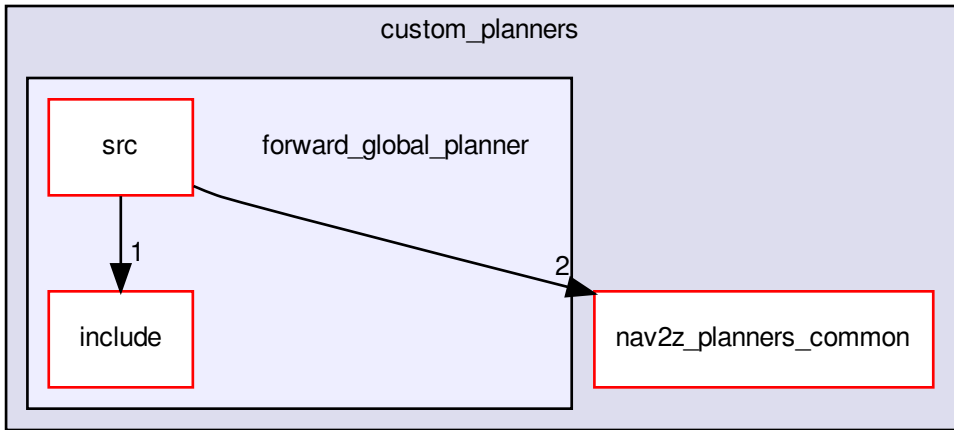 custom_planners
src
forward_global_planner
1
2
include
nav2z_planners_common